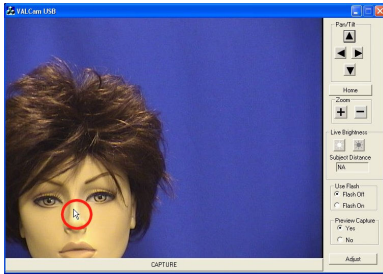 VALCam USB
Pan/Tilt
Home
Zoom
Live Brightness
Subject Distance
NA
Use Flash
Flash Off
Flash On
Preview Capture
Yes
No
Adjust
CAPTURE